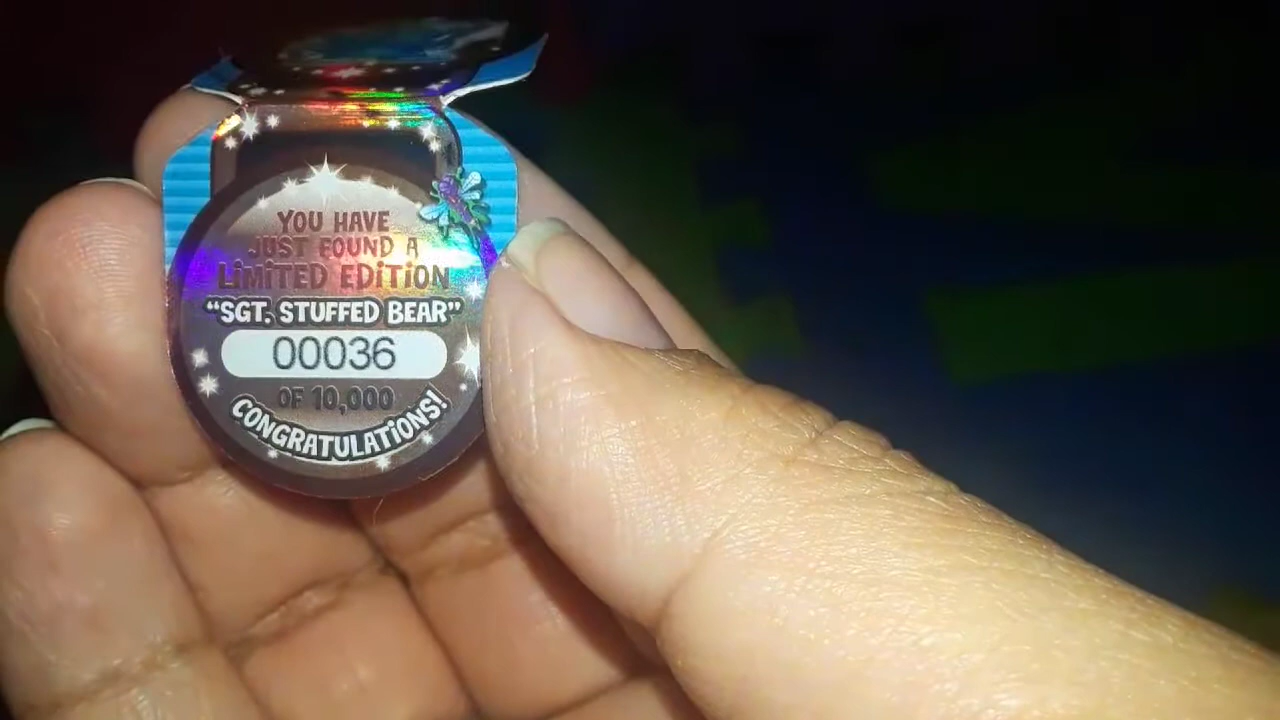 YOU HAVE
JUST FOUND A
LiMiTED EDiTiON
“SGT. STUFFED BEAR”
00036
OF 10,000
CONGRATULATiONS!